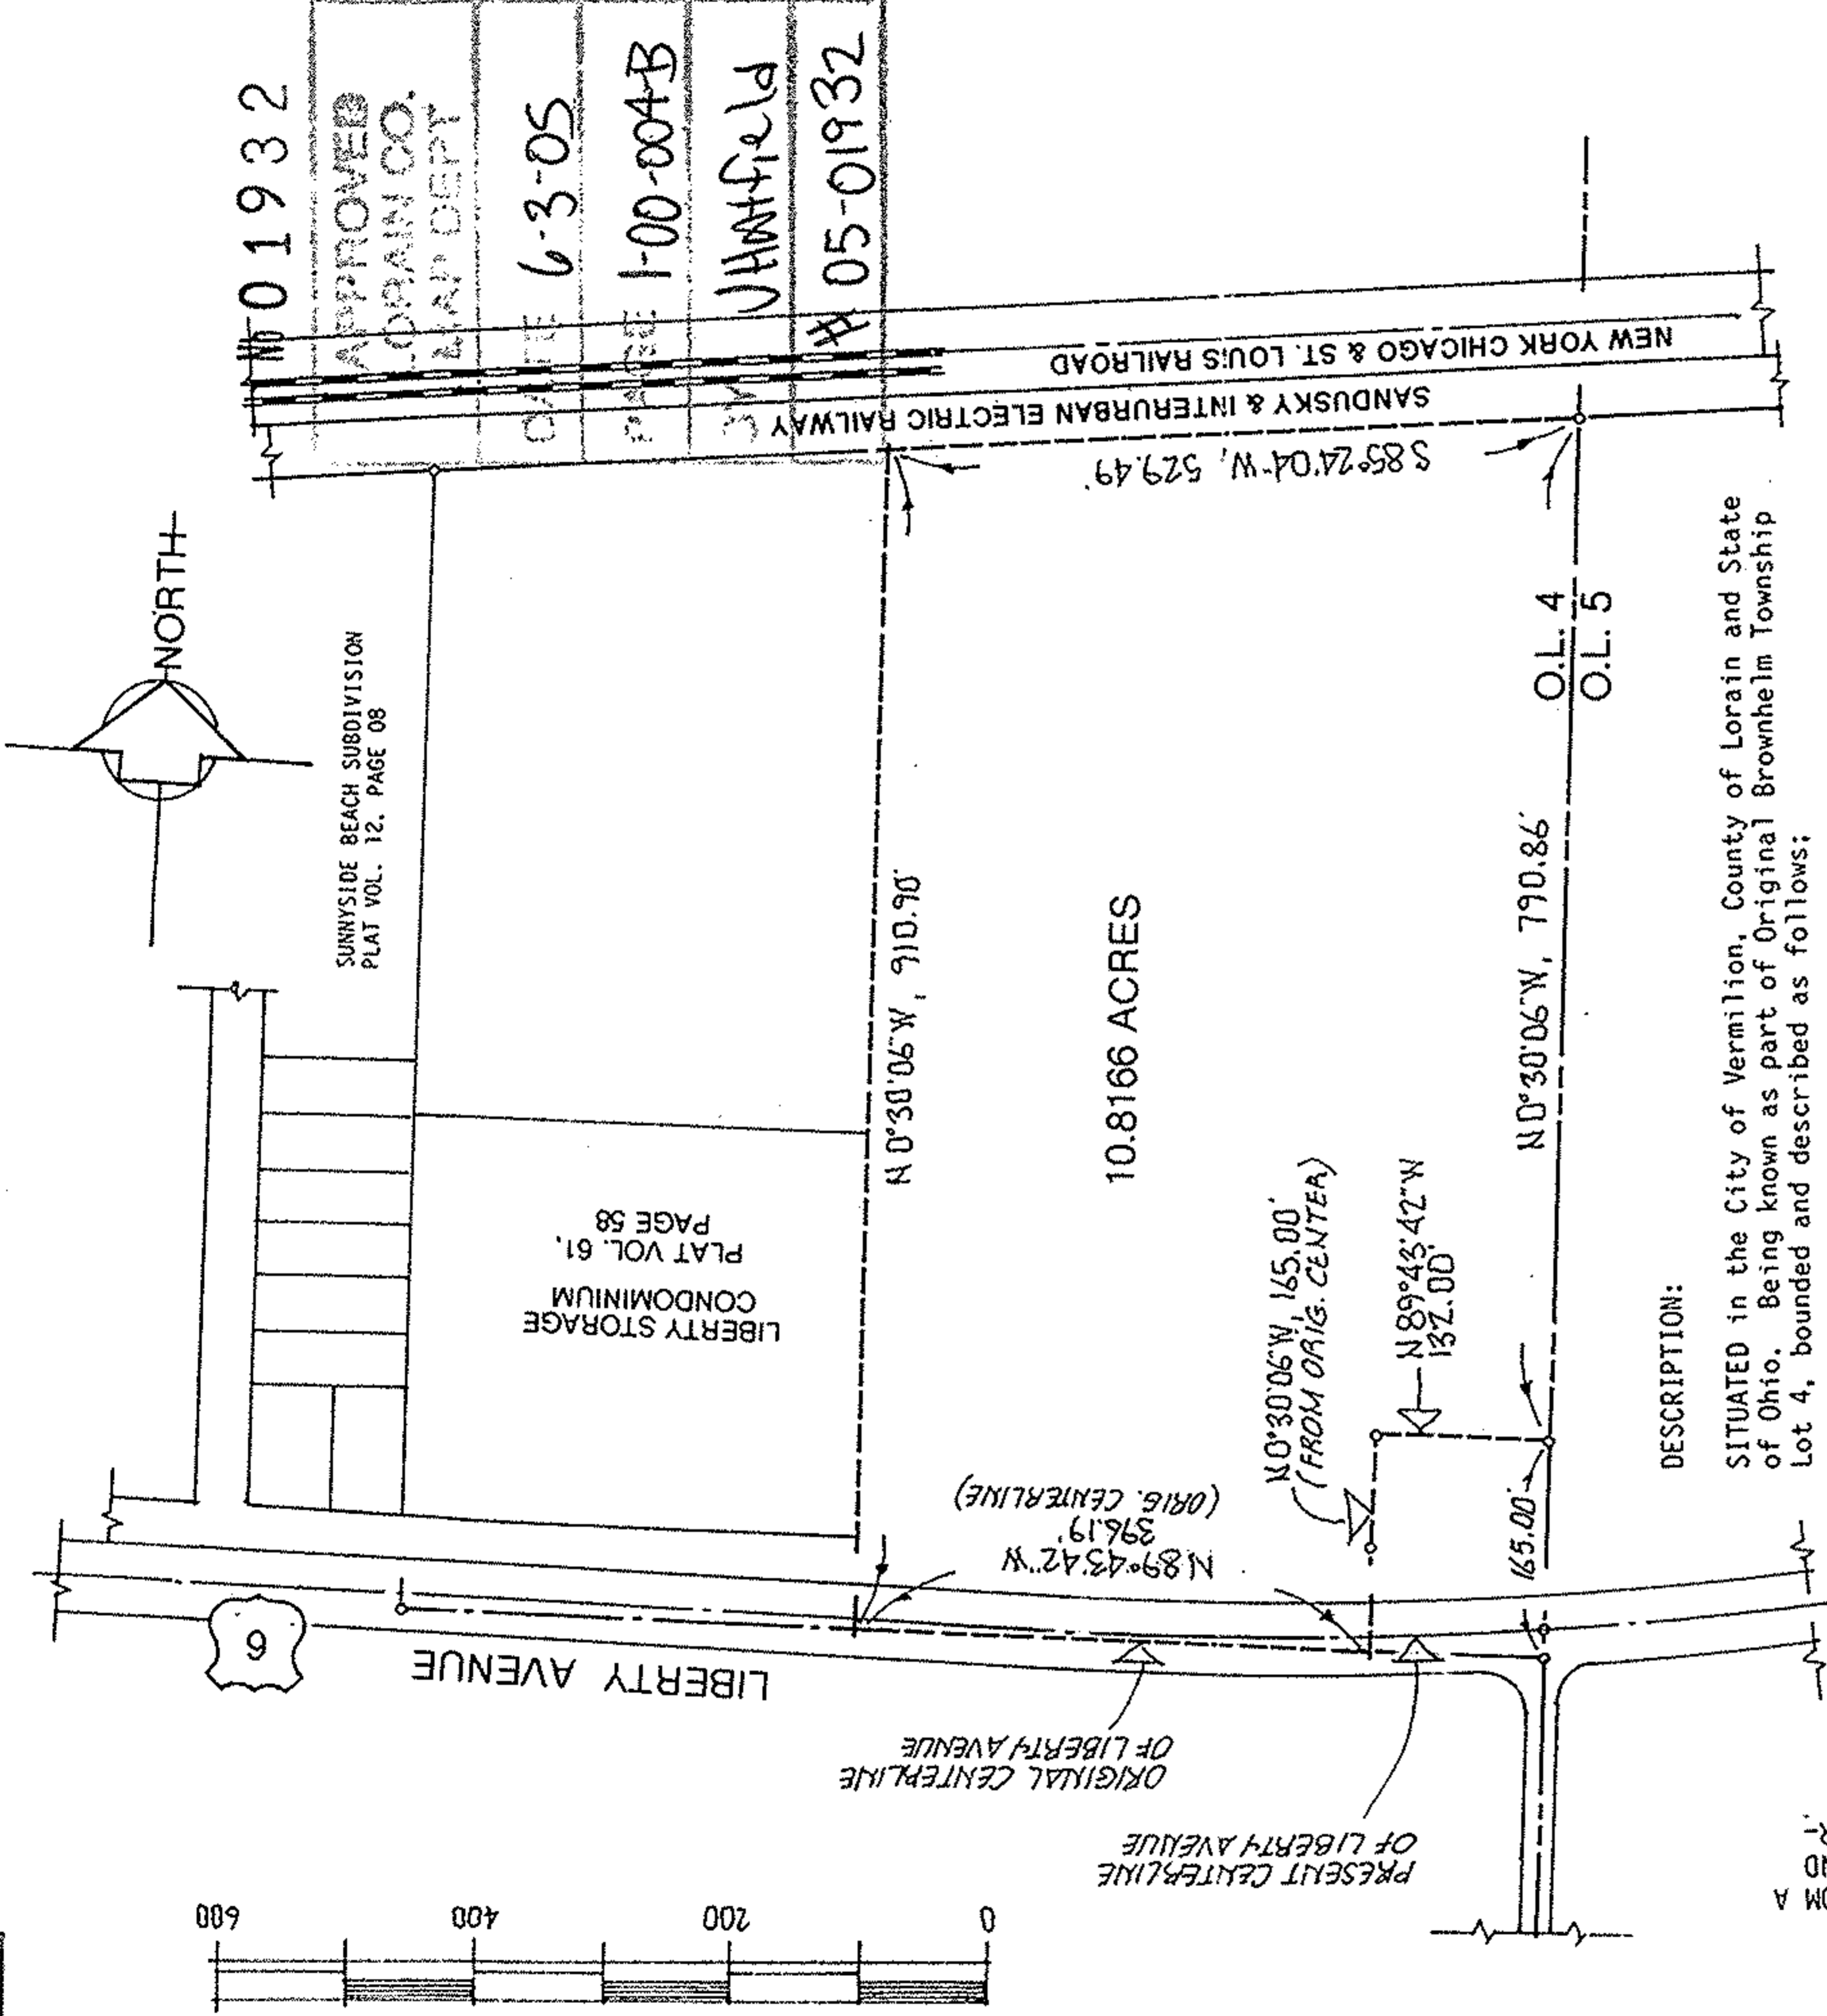 № 01932
APPROVED
LORAIN CO.
MAP DEPT
DATE 6-3-05
PAGE 1-00-004-B
VHatfield
# 05-01932
NORTH
SUNNYSIDE BEACH SUBDIVISION
PLAT VOL. 12, PAGE 08
NEW YORK CHICAGO & ST. LOUIS RAILROAD
SANDUSKY & INTERURBAN ELECTRIC RAILWAY
S 85°24'04"W, 529.49'
LIBERTY STORAGE
CONDOMINIUM
PLAT VOL. 61,
PAGE 58
N 0°30'06"W, 910.90'
10.8166 ACRES
O.L. 4
O.L. 5
N 0°30'06"W, 790.86'
N 0°30'06"W, 165.00'
(FROM ORIG. CENTER)
N 89°43'42"W
132.00'
165.00'
N 89°43'42"W
396.19'
(ORIG. CENTERLINE)
6
LIBERTY AVENUE
ORIGINAL CENTERLINE
OF LIBERTY AVENUE
PRESENT CENTERLINE
OF LIBERTY AVENUE
600 400 200 0
DESCRIPTION:
SITUATED in the City of Vermilion, County of Lorain and State
of Ohio. Being known as part of Original Brownhelm Township
Lot 4, bounded and described as follows: